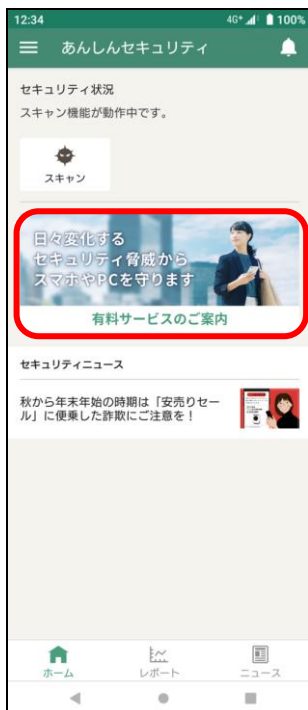 12:34
4G+ 100%
あんしんセキュリティ
セキュリティ状況
スキャン機能が動作中です。
スキャン
日々変化する
セキュリティ脅威から
スマホやPCを守ります
有料サービスのご案内
セキュリティニュース
秋から年末年始の時期は「安売りセー
ル」に便乗した詐欺にご注意を！
ホーム
レポート
ニュース